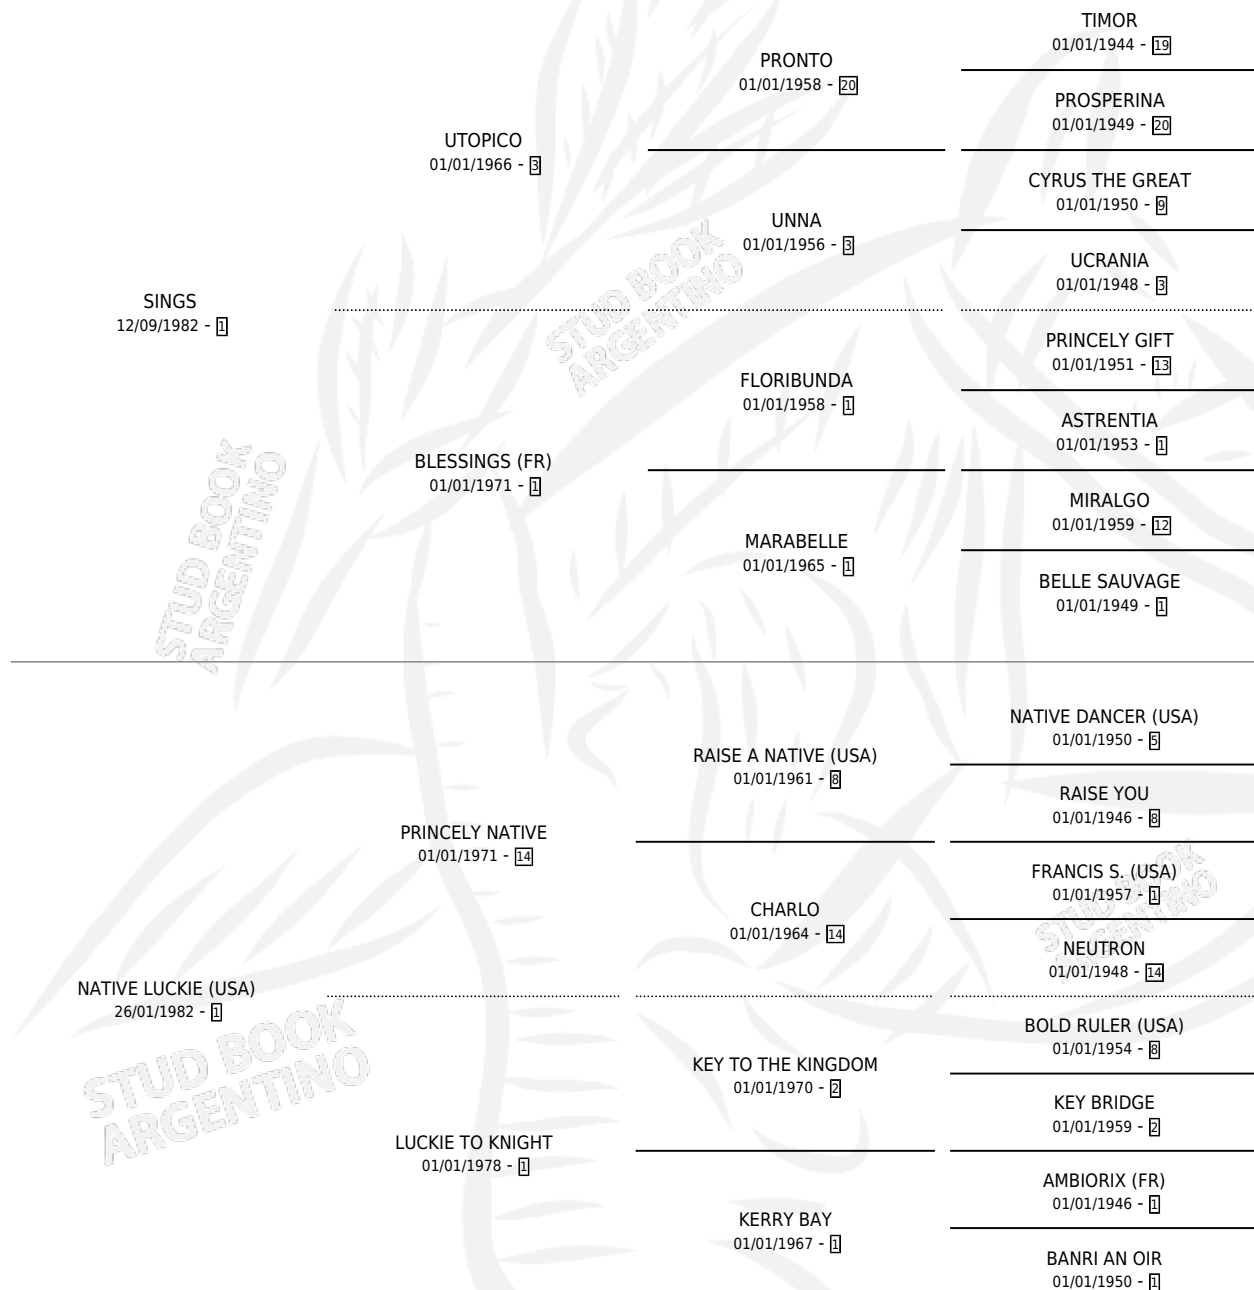 TIMOR
01/01/1944 - 19
PRONTO
01/01/1958 - 20
PROSPERINA
01/01/1949 - 20
UTOPICO
01/01/1966 - 3
CYRUS THE GREAT
01/01/1950 - 9
UNNA
01/01/1956 - 3
UCRANIA
01/01/1948 - 3
SINGS
12/09/1982 - 1
PRINCELY GIFT
01/01/1951 - 13
FLORIBUNDA
01/01/1958 - 1
ASTRENTIA
01/01/1953 - 1
BLESSINGS (FR)
01/01/1971 - 1
MIRALGO
01/01/1959 - 12
MARABELLE
01/01/1965 - 1
BELLE SAUVAGE
01/01/1949 - 1
STUD BOOK
ARGENTINO
STUD BOOK
ARGENTINO
NATIVE DANCER (USA)
01/01/1950 - 5
RAISE A NATIVE (USA)
01/01/1961 - 8
RAISE YOU
01/01/1946 - 8
PRINCELY NATIVE
01/01/1971 - 14
FRANCIS S. (USA)
01/01/1957 - 1
CHARLO
01/01/1964 - 14
NEUTRON
01/01/1948 - 14
STUD BOOK
ARGENTINO
NATIVE LUCKIE (USA)
26/01/1982 - 1
BOLD RULER (USA)
01/01/1954 - 8
KEY TO THE KINGDOM
01/01/1970 - 2
KEY BRIDGE
01/01/1959 - 2
LUCKIE TO KNIGHT
01/01/1978 - 1
AMBIORIX (FR)
01/01/1946 - 1
KERRY BAY
01/01/1967 - 1
BANRI AN OIR
01/01/1950 - 1
STUD BOOK
ARGENTINO